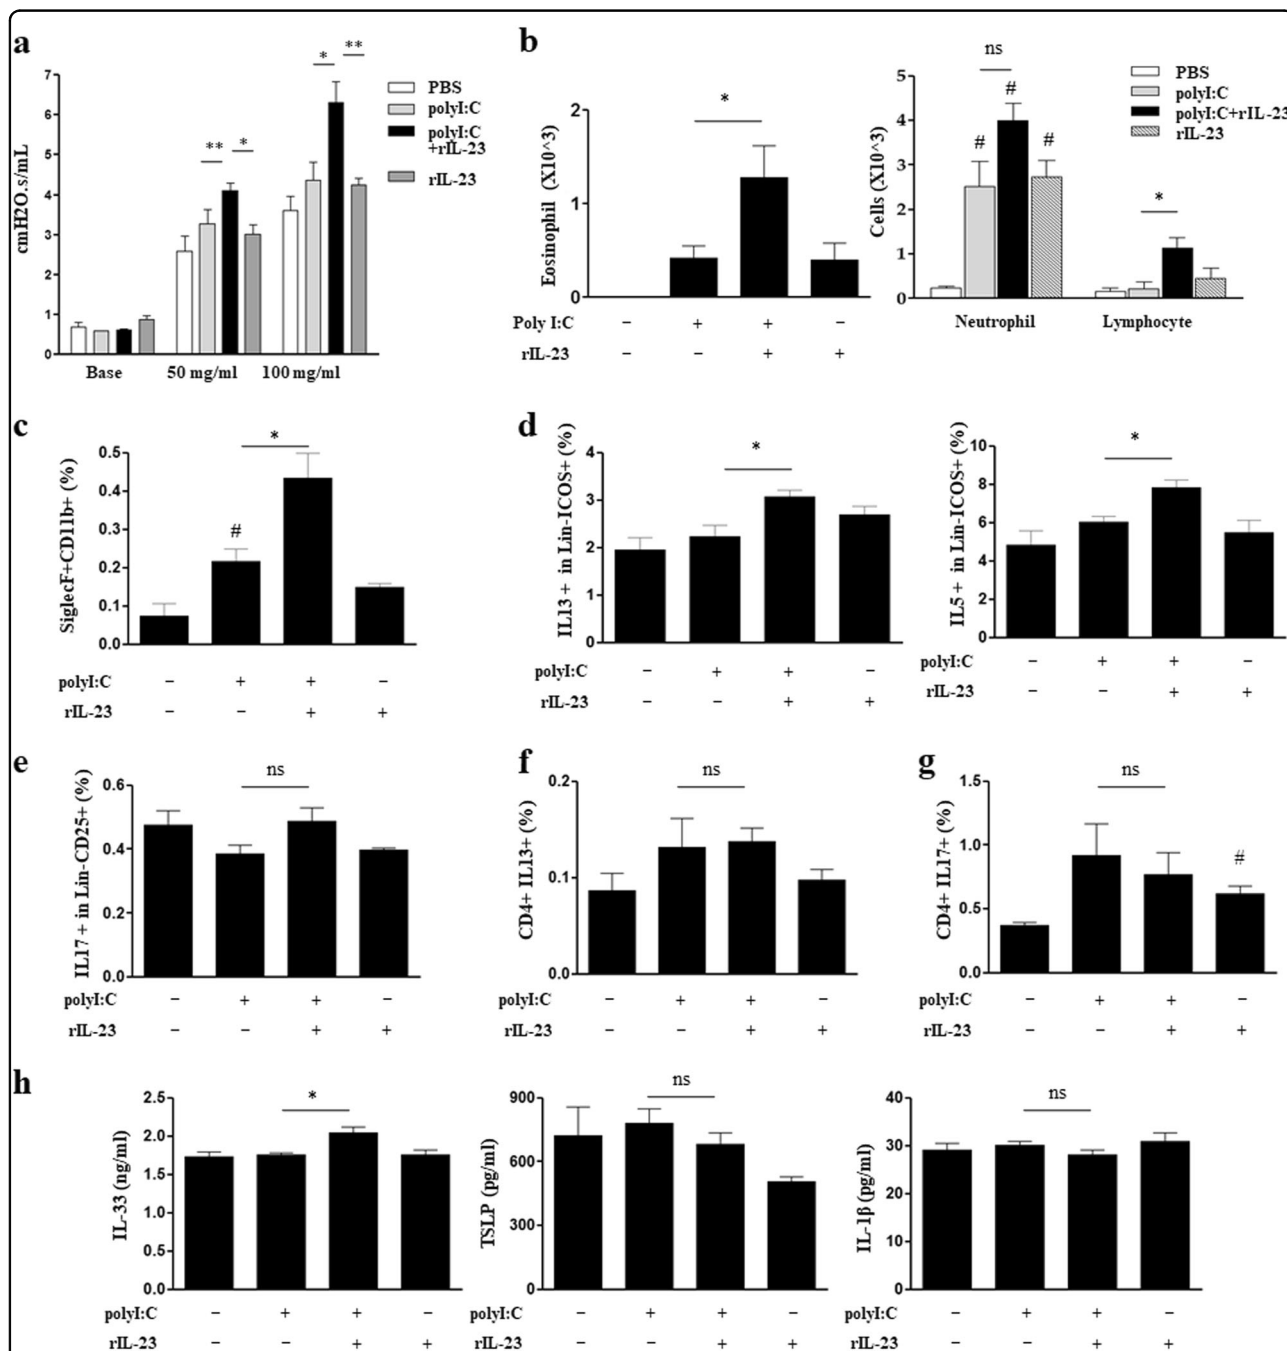 a
cmH2O.s/mL
7
6
5
4
3
2
1
0
** *
* **
Base 50 mg/ml 100 mg/ml
PBS
polyI:C
polyI:C
+rIL-23
rIL-23
b
Eosinophil (X10^3)
2
1
0
*
Poly I:C − + + −
rIL-23 − − + +
Cells (X10^3)
5
4
3
2
1
0
ns
# # #
*
Neutrophil Lymphocyte
PBS
polyI:C
polyI:C+rIL-23
rIL-23
c
SiglecF+CD11b+ (%)
0.5
0.4
0.3
0.2
0.1
0.0
*
#
polyI:C − + + −
rIL-23 − − + +
d
IL13 + in Lin-ICOS+ (%)
4
3
2
1
0
*
polyI:C − + + −
rIL-23 − − + +
IL5 + in Lin-ICOS+ (%)
10
8
6
4
2
0
*
polyI:C − + + −
rIL-23 − − + +
e
IL17 + in Lin-CD25+ (%)
0.6
0.4
0.2
0.0
ns
polyI:C − + + −
rIL-23 − − + +
f
CD4+ IL13+ (%)
0.2
0.1
0.0
ns
polyI:C − + + −
rIL-23 − − + +
g
CD4+ IL17+ (%)
1.5
1.0
0.5
0.0
ns
#
polyI:C − + + −
rIL-23 − − + +
h
IL-33 (ng/ml)
2.5
2.0
1.5
1.0
0.5
0.0
*
polyI:C − + + −
rIL-23 − − + +
TSLP (pg/ml)
900
600
300
0
ns
polyI:C − + + −
rIL-23 − − + +
IL-1β (pg/ml)
40
30
20
10
0
ns
polyI:C − + + −
rIL-23 − − + +